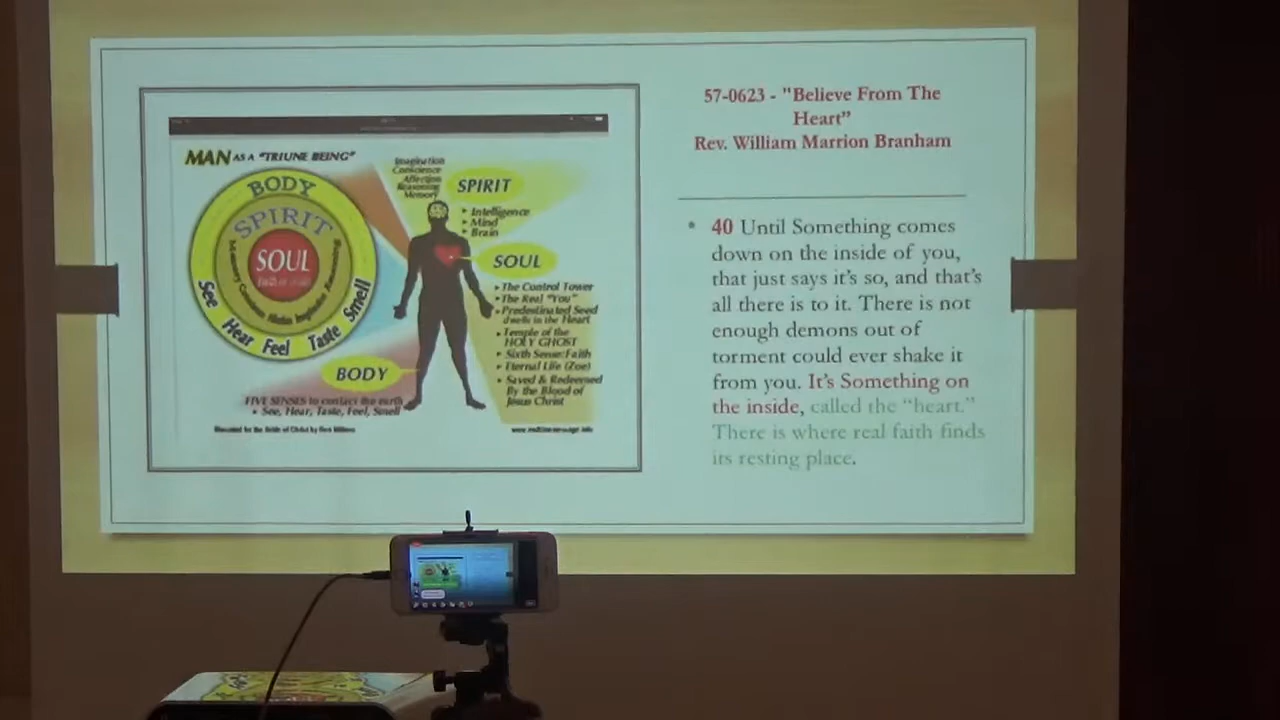 MAN AS A "TRIUNE BEING"
BODY
SPIRIT
SOUL
See
Hear
Feel
Taste
Smell
Imagination
Conscience
Affection
Reasoning
Memory
SPIRIT
Intelligence
Mind
Brain
SOUL
The Control Tower
The Real "You"
Predestinated Seed
dwells in the Heart
Temple of the
HOLY GHOST
Sixth Sense: Faith
Eternal Life (Zoe)
Saved & Redeemed
By the Blood of
Jesus Christ
BODY
FIVE SENSES to contact the earth
See, Hear, Taste, Feel, Smell
57-0623 - "Believe From The
Heart"
Rev. William Marrion Branham
• 40 Until Something comes
down on the inside of you,
that just says it's so, and that's
all there is to it. There is not
enough demons out of
torment could ever shake it
from you. It's Something on
the inside, called the "heart."
There is where real faith finds
its resting place.